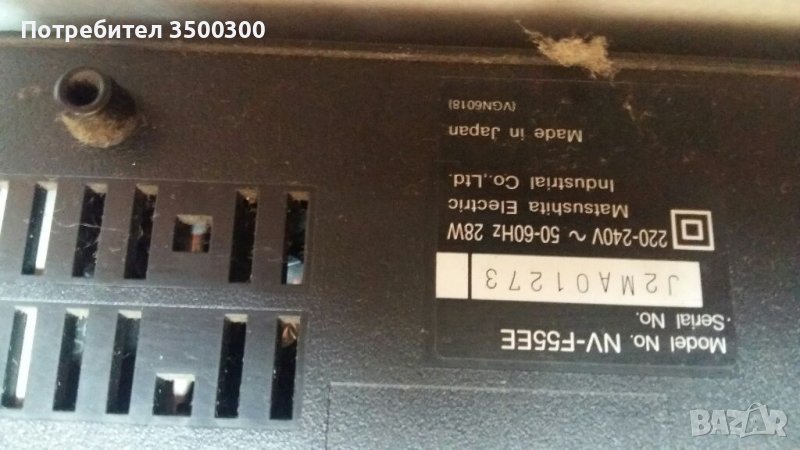 Потребител 3500300
Model No. NV-F55EE
Serial No.
J2MA01273
220-240V ~ 50-60Hz 28W
Matsushita Electric
Industrial Co.,Ltd.
Made in Japan
(VGN6018)
BAZAR